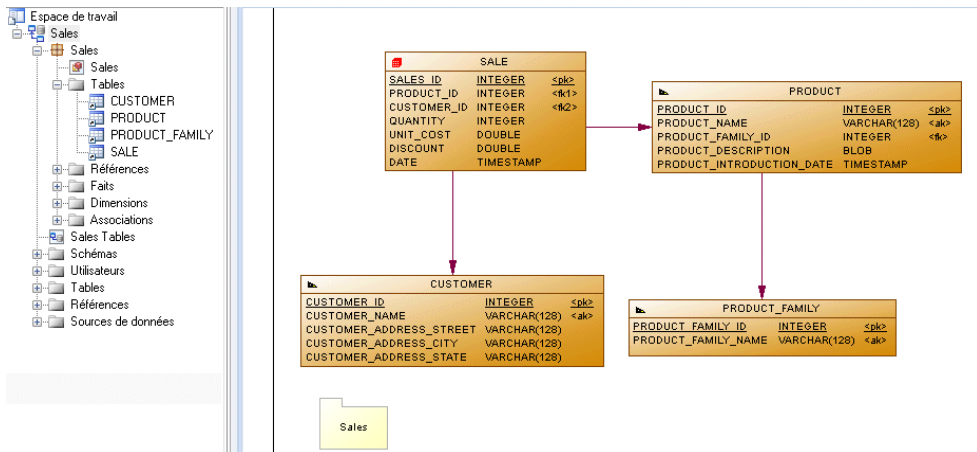 Espace de travail
Sales
Sales
Sales
Tables
CUSTOMER
PRODUCT
PRODUCT_FAMILY
SALE
Références
Faits
Dimensions
Associations
Sales Tables
Schémas
Utilisateurs
Tables
Références
Sources de données
SALE
SALES_ID INTEGER <pk>
PRODUCT_ID INTEGER <fk1>
CUSTOMER_ID INTEGER <fk2>
QUANTITY INTEGER
UNIT_COST DOUBLE
DISCOUNT DOUBLE
DATE TIMESTAMP
PRODUCT
PRODUCT_ID INTEGER <pk>
PRODUCT_NAME VARCHAR(128) <ak>
PRODUCT_FAMILY_ID INTEGER <fk>
PRODUCT_DESCRIPTION BLOB
PRODUCT_INTRODUCTION_DATE TIMESTAMP
CUSTOMER
CUSTOMER_ID INTEGER <pk>
CUSTOMER_NAME VARCHAR(128) <ak>
CUSTOMER_ADDRESS_STREET VARCHAR(128)
CUSTOMER_ADDRESS_CITY VARCHAR(128)
CUSTOMER_ADDRESS_STATE VARCHAR(128)
PRODUCT_FAMILY
PRODUCT_FAMILY_ID INTEGER <pk>
PRODUCT_FAMILY_NAME VARCHAR(128) <ak>
Sales